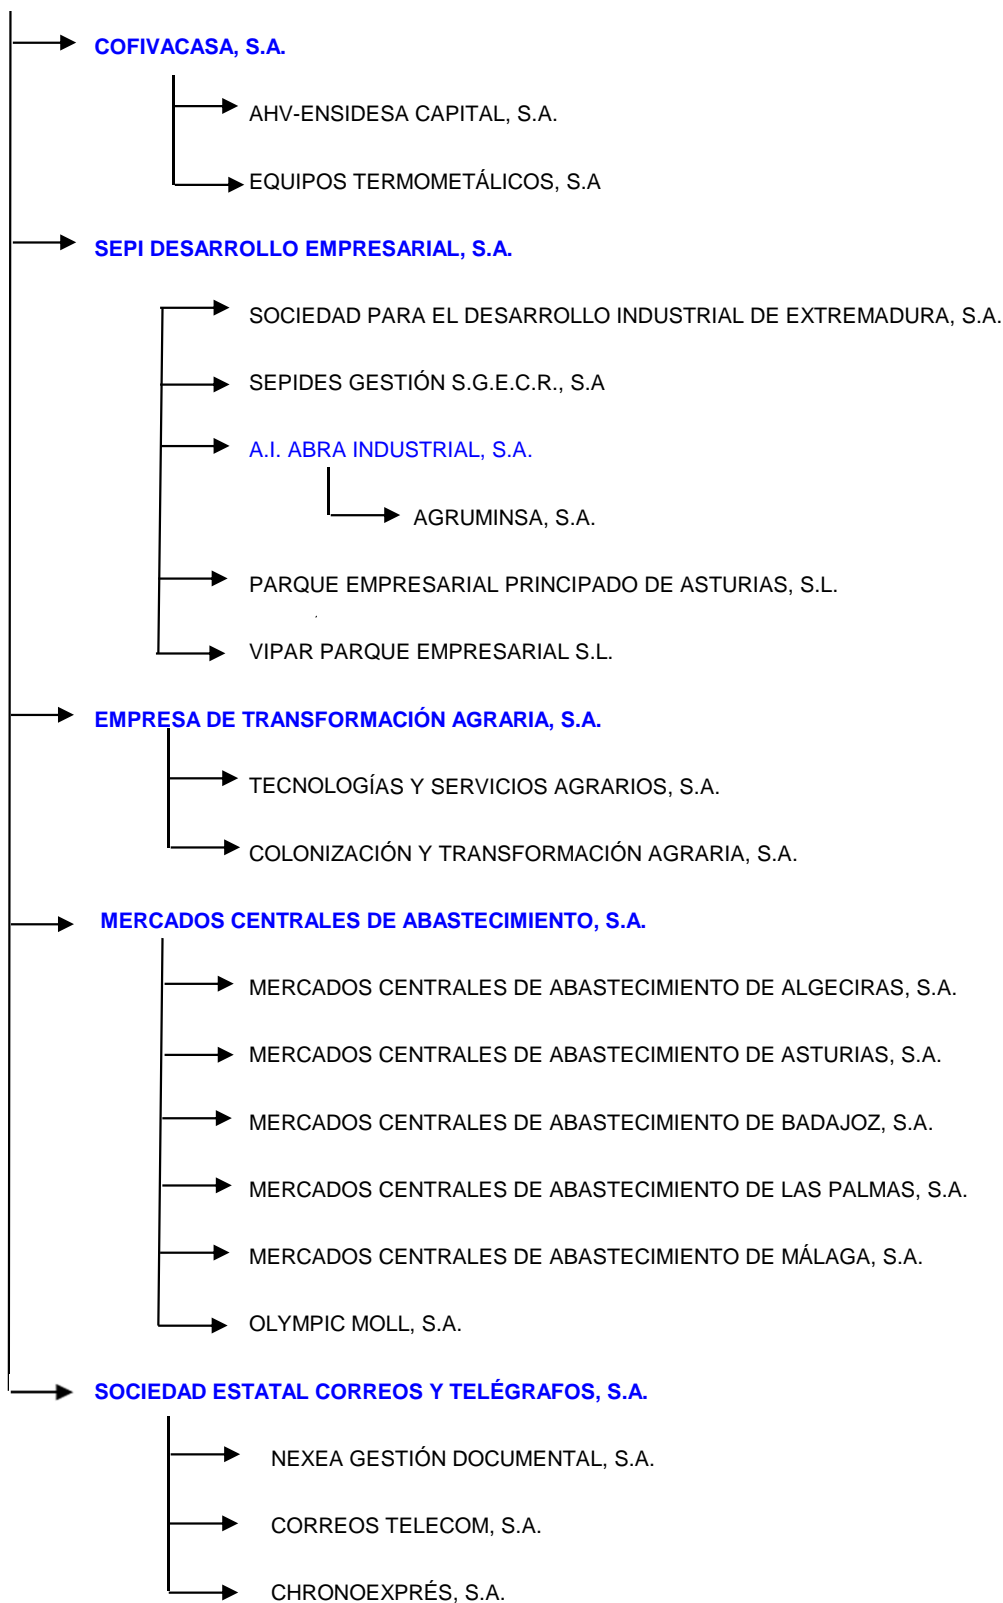 COFIVACASA, S.A.
AHV-ENSIDESA CAPITAL, S.A.
EQUIPOS TERMOMETÁLICOS, S.A
SEPI DESARROLLO EMPRESARIAL, S.A.
SOCIEDAD PARA EL DESARROLLO INDUSTRIAL DE EXTREMADURA, S.A.
SEPIDES GESTIÓN S.G.E.C.R., S.A
A.I. ABRA INDUSTRIAL, S.A.
AGRUMINSA, S.A.
PARQUE EMPRESARIAL PRINCIPADO DE ASTURIAS, S.L.
VIPAR PARQUE EMPRESARIAL S.L.
EMPRESA DE TRANSFORMACIÓN AGRARIA, S.A.
TECNOLOGÍAS Y SERVICIOS AGRARIOS, S.A.
COLONIZACIÓN Y TRANSFORMACIÓN AGRARIA, S.A.
MERCADOS CENTRALES DE ABASTECIMIENTO, S.A.
MERCADOS CENTRALES DE ABASTECIMIENTO DE ALGECIRAS, S.A.
MERCADOS CENTRALES DE ABASTECIMIENTO DE ASTURIAS, S.A.
MERCADOS CENTRALES DE ABASTECIMIENTO DE BADAJOZ, S.A.
MERCADOS CENTRALES DE ABASTECIMIENTO DE LAS PALMAS, S.A.
MERCADOS CENTRALES DE ABASTECIMIENTO DE MÁLAGA, S.A.
OLYMPIC MOLL, S.A.
SOCIEDAD ESTATAL CORREOS Y TELÉGRAFOS, S.A.
NEXEA GESTIÓN DOCUMENTAL, S.A.
CORREOS TELECOM, S.A.
CHRONOEXPRÉS, S.A.